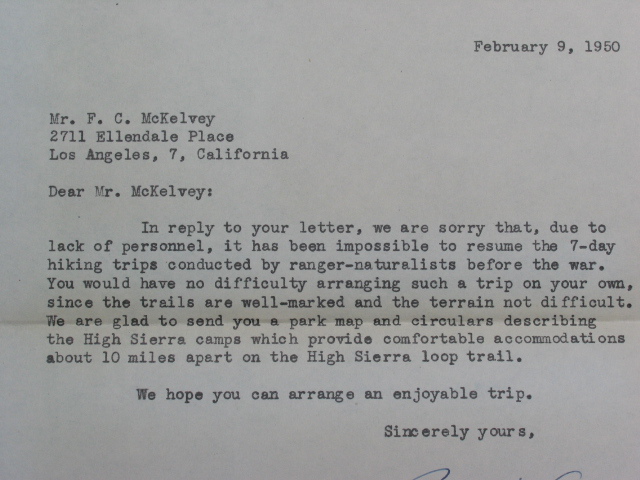 February 9, 1950
Mr. F. C. McKelvey
2711 Ellendale Place
Los Angeles, 7, California
Dear Mr. McKelvey:
In reply to your letter, we are sorry that, due to
lack of personnel, it has been impossible to resume the 7-day
hiking trips conducted by ranger-naturalists before the war.
You would have no difficulty arranging such a trip on your own,
since the trails are well-marked and the terrain not difficult.
We are glad to send you a park map and circulars describing
the High Sierra camps which provide comfortable accommodations
about 10 miles apart on the High Sierra loop trail.
We hope you can arrange an enjoyable trip.
Sincerely yours,